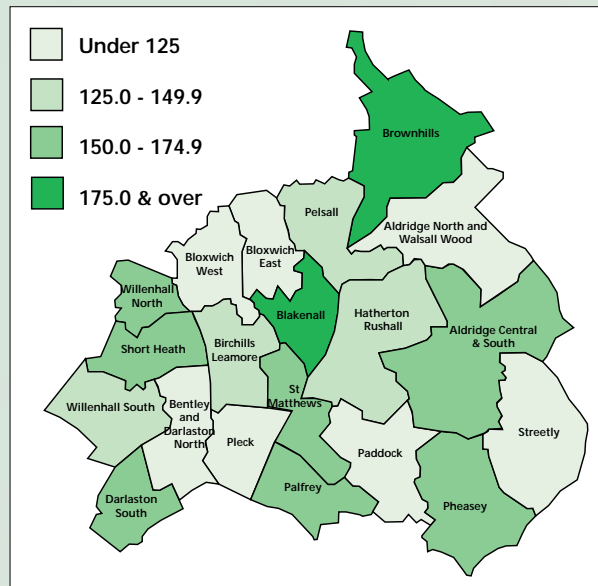 Under 125
125.0 - 149.9
150.0 - 174.9
175.0 & over
Brownhills
Pelsall
Aldridge North and
Walsall Wood
Bloxwich
East
Bloxwich
West
Willenhall
North
Blakenall
Hatherton
Rushall
Aldridge Central
& South
Short Heath
Birchills
Leamore
St
Matthews
Willenhall South
Bentley
and
Darlaston
North
Pleck
Streetly
Paddock
Palfrey
Darlaston
South
Pheasey